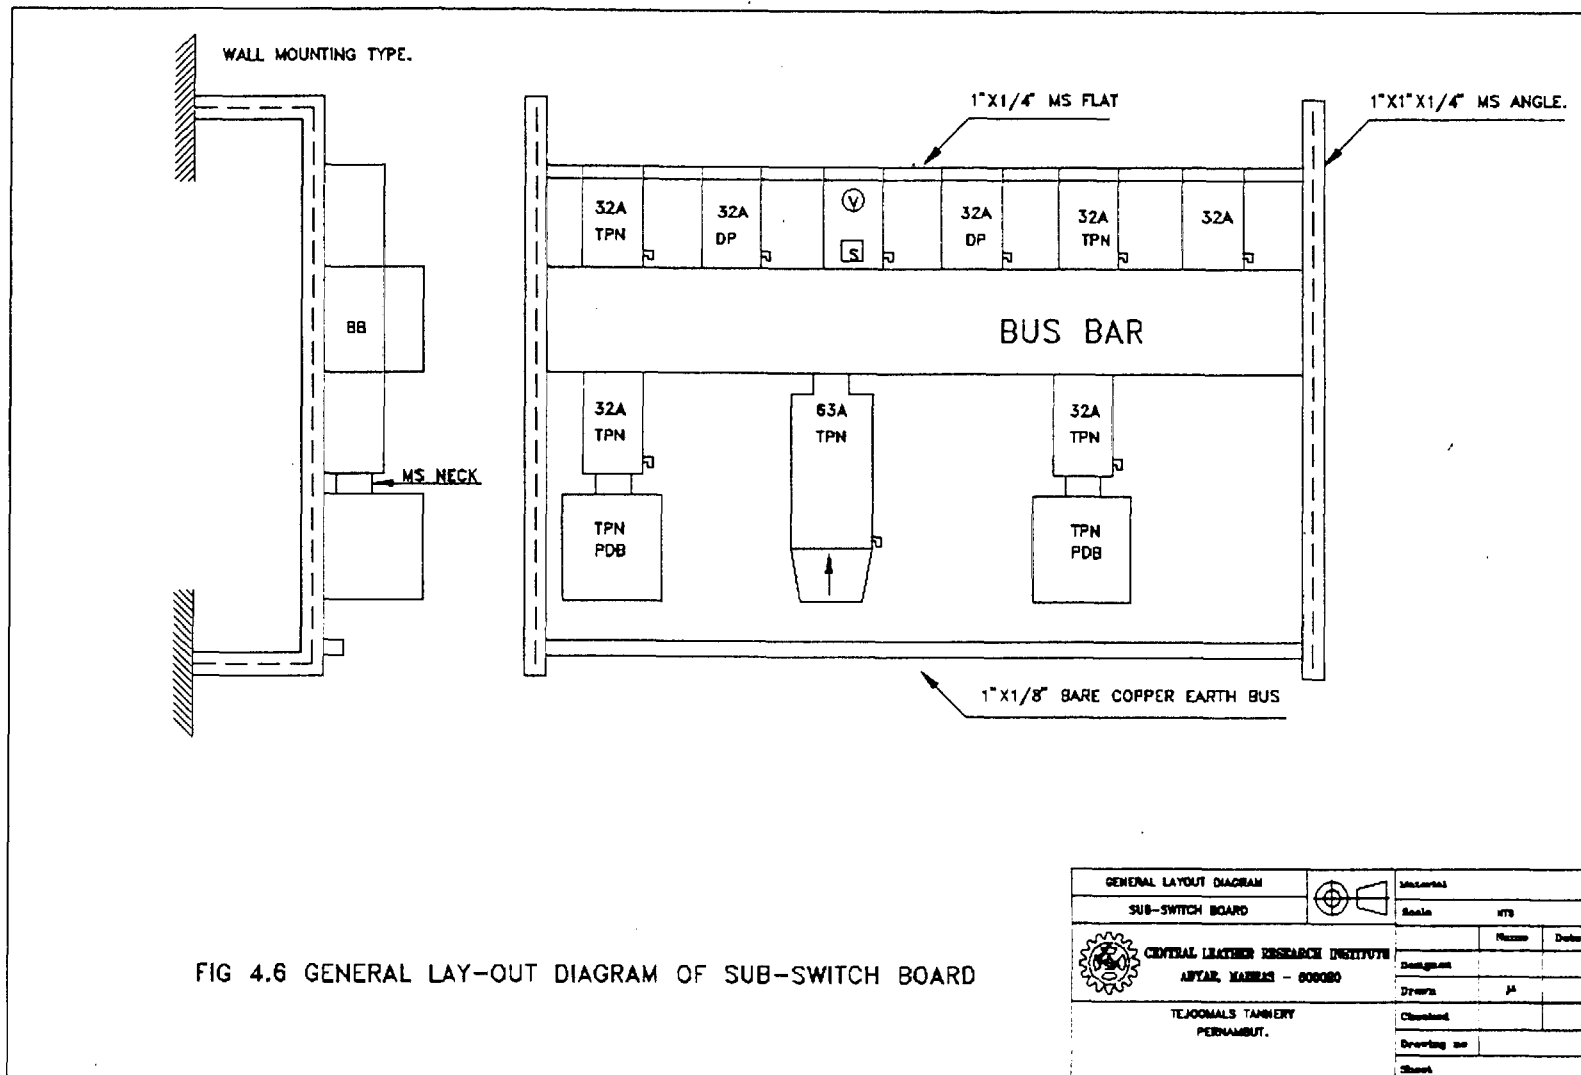 WALL MOUNTING TYPE.
1"X1/4" MS FLAT
1"X1"X1/4" MS ANGLE.
32A
TPN
32A
DP
V
S
32A
DP
32A
TPN
32A
BB
BUS BAR
32A
TPN
63A
TPN
32A
TPN
MS NECK
TPN
PDB
TPN
PDB
1"X1/8" BARE COPPER EARTH BUS
FIG 4.6 GENERAL LAY-OUT DIAGRAM OF SUB-SWITCH BOARD
GENERAL LAYOUT DIAGRAM
SUB-SWITCH BOARD
CENTRAL LEATHER RESEARCH INSTITUTE
ADYAR, MADRAS - 600020
TEJOOMALS TANNERY
PERNAMBUT.
Material
Scale NTS
Name Date
Designed
Drawn
Checked
Drawing no
Sheet